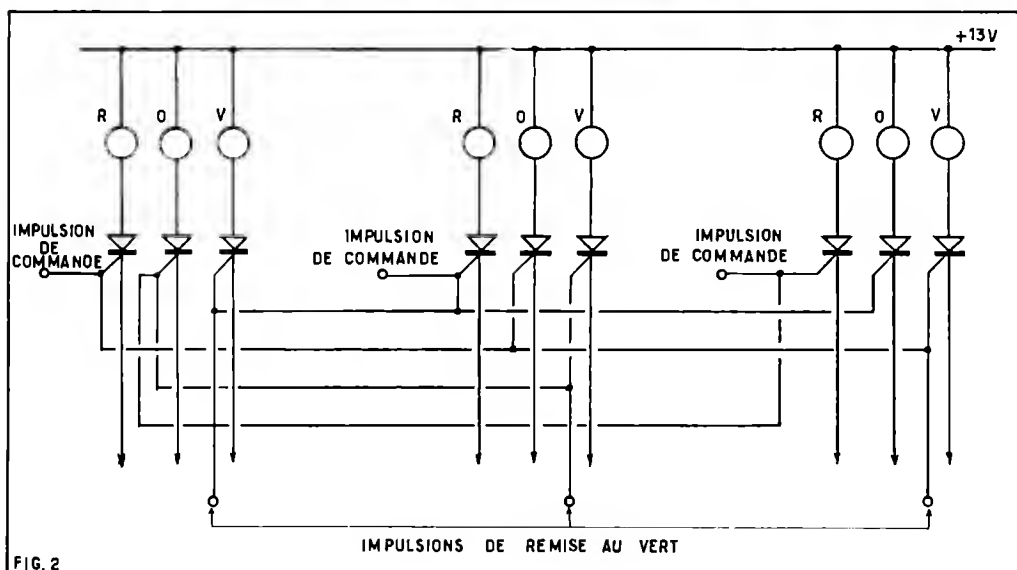 +13V
R
O
V
R
O
V
R
O
V
IMPULSION
DE
COMMANDE
IMPULSION
DE COMMANDE
IMPULSION
DE COMMANDE
IMPULSIONS DE REMISE AU VERT
FIG. 2